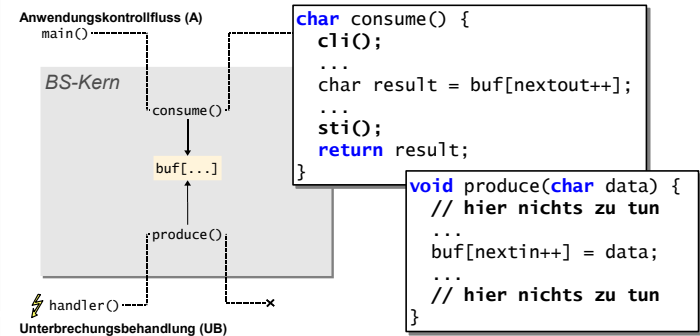 Anwendungskontrollfluss (A)
main()
BS-Kern
consume()
buf[...]
produce()
handler()
Unterbrechungsbehandlung (UB)
char consume() {
  cli();
  ...
  char result = buf[nextout++];
  ...
  sti();
  return result;
}
void produce(char data) {
  // hier nichts zu tun
  ...
  buf[nextin++] = data;
  ...
  // hier nichts zu tun
}